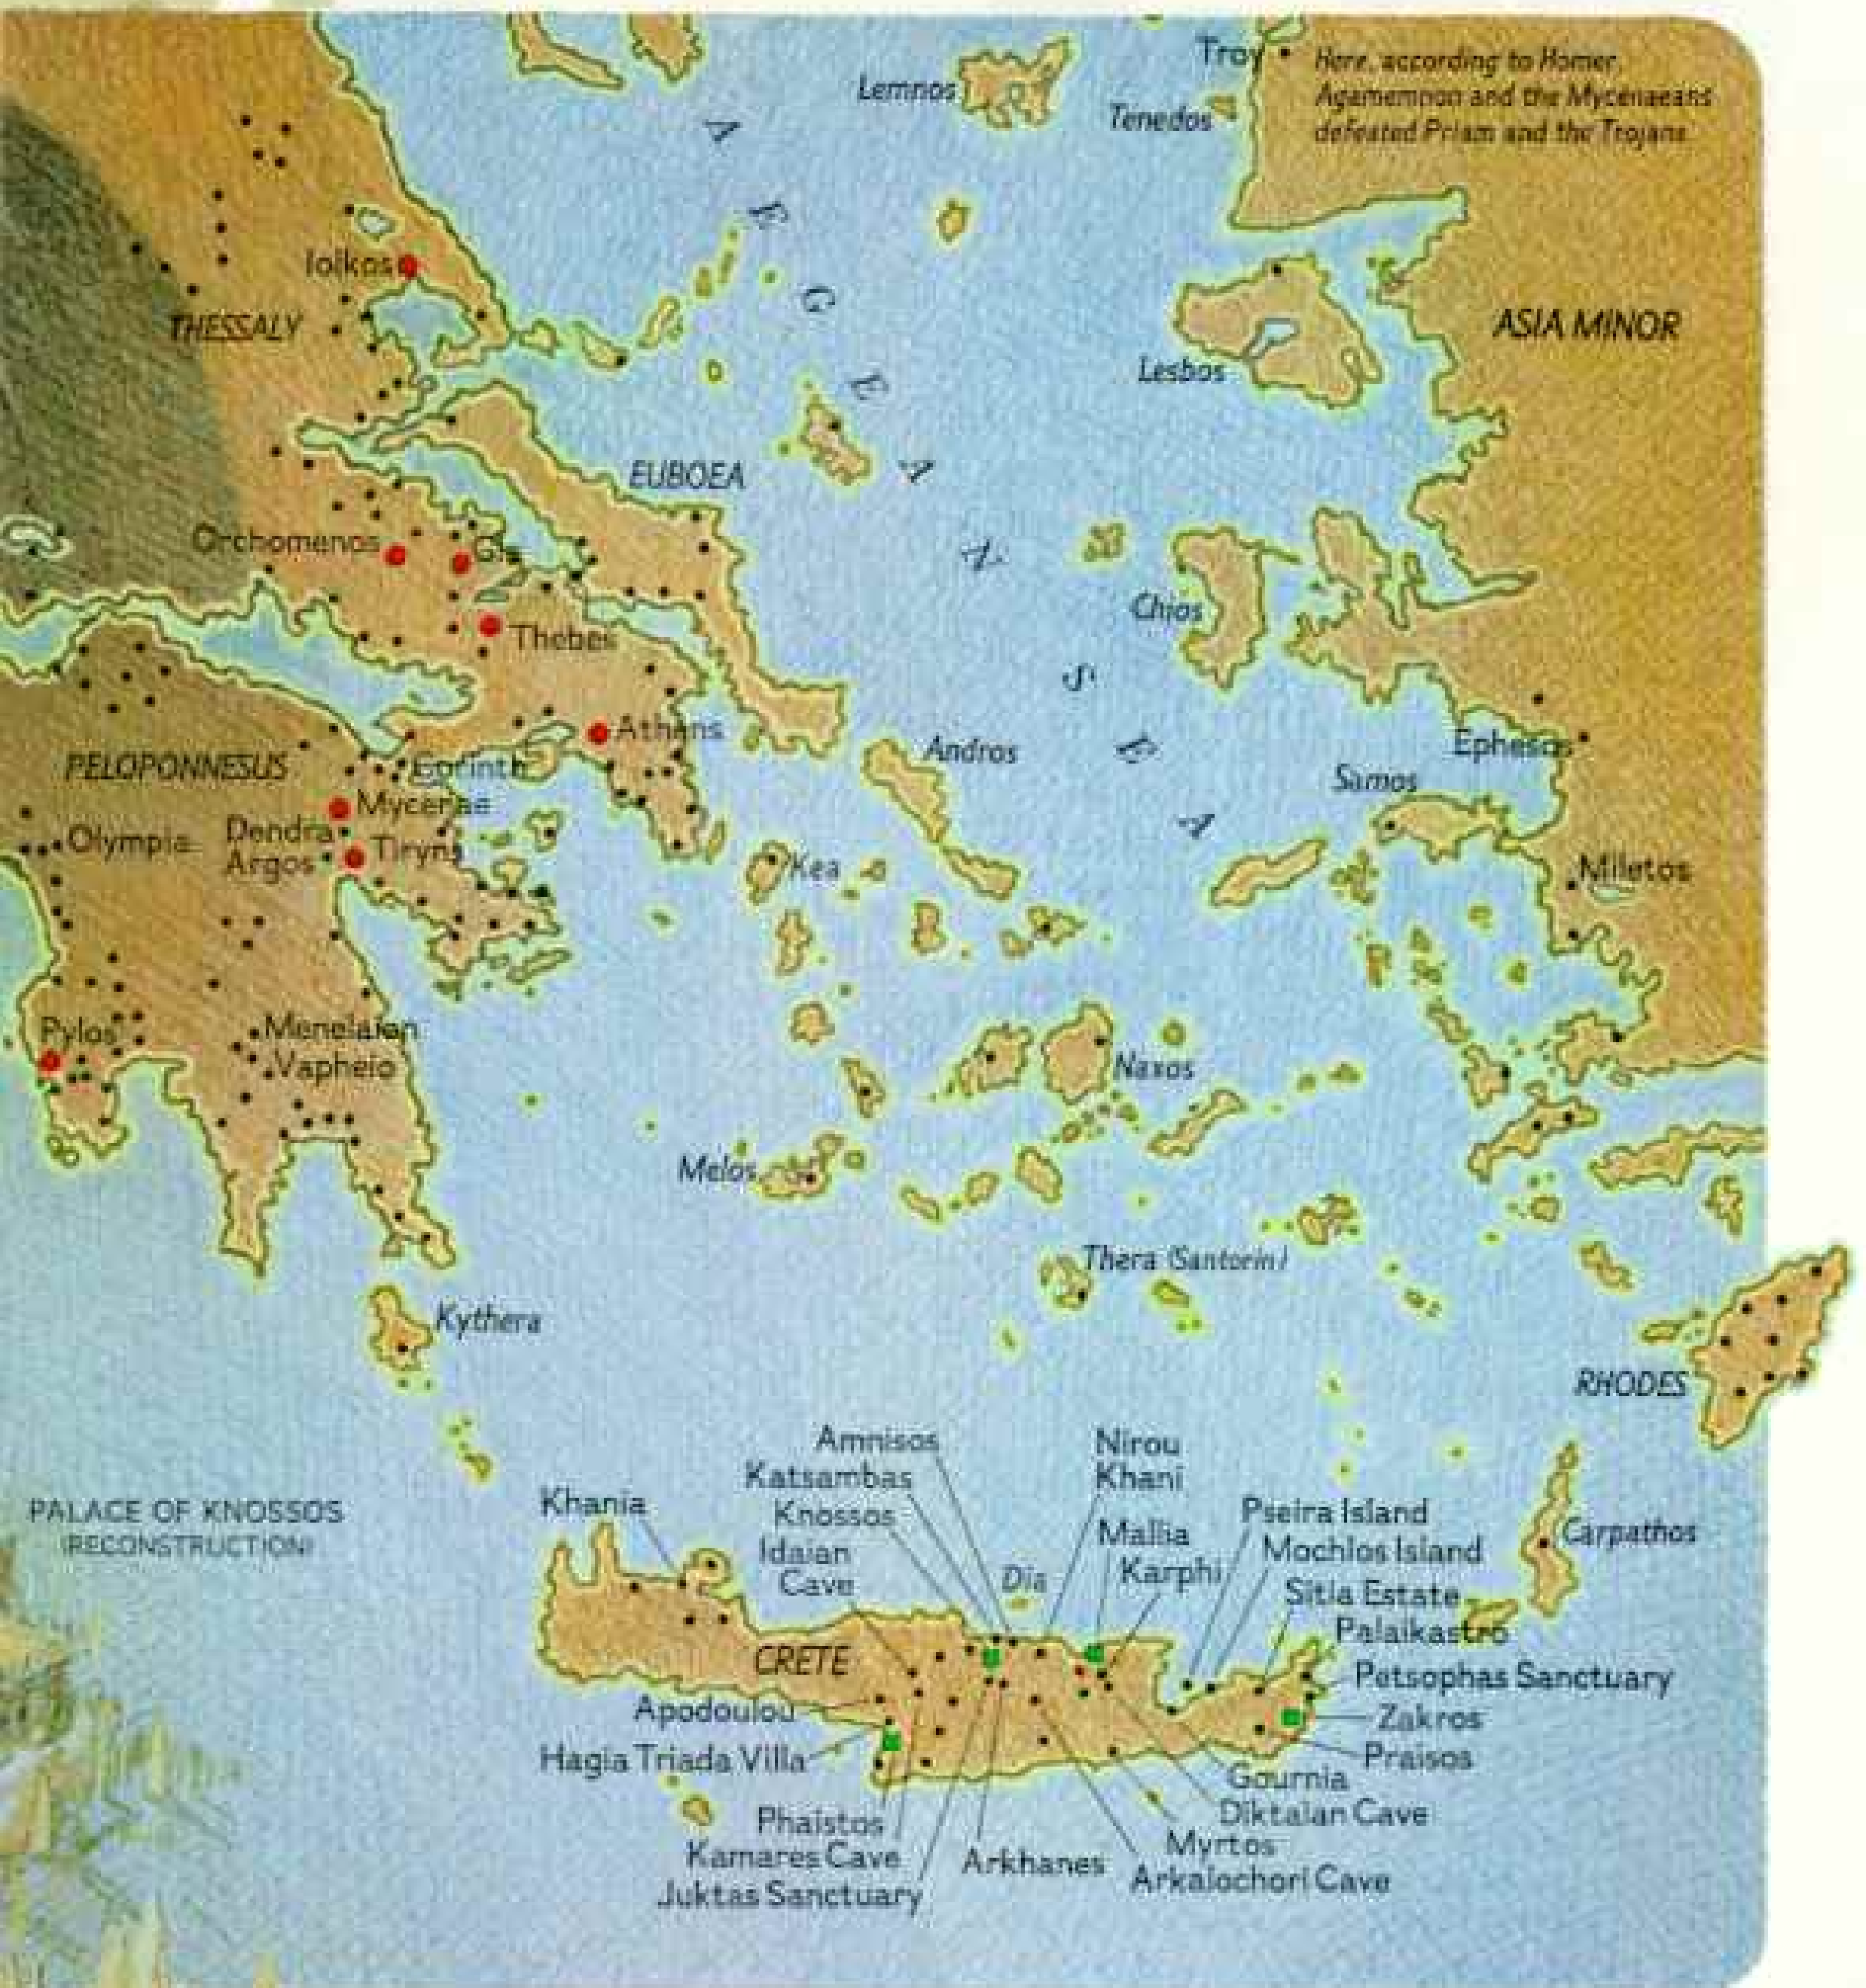 Troy
Here, according to Homer,
Agamemnon and the Mycenaeans
defeated Priam and the Trojans.
Lemnos
Tenedos
AEGEAN SEA
Iolkos
THESSALY
ASIA MINOR
Lesbos
EUBOEA
Orchomenos
Gla
Chios
Thebes
Athens
Andros
Ephesos
PELOPONNESUS
Corinth
Samos
Mycenae
Dendra
Olympia
Argos
Tiryns
Kea
Miletos
Pylos
Menelaion
Vapheio
Naxos
Melos
Thera (Santorin)
Kythera
RHODES
Amnisos
Katsambas
Knossos
Idaian
Cave
Nirou
Khani
Khania
Mallia
Karphi
Pseira Island
Mochlos Island
Sitia Estate
Palaikastro
Carpathos
PALACE OF KNOSSOS
(RECONSTRUCTION)
Dia
CRETE
Petsophas Sanctuary
Apodoulou
Zakros
Hagia Triada Villa
Praisos
Gournia
Diktaian Cave
Phaistos
Myrtos
Kamares Cave
Arkhanes
Arkalochori Cave
Juktas Sanctuary